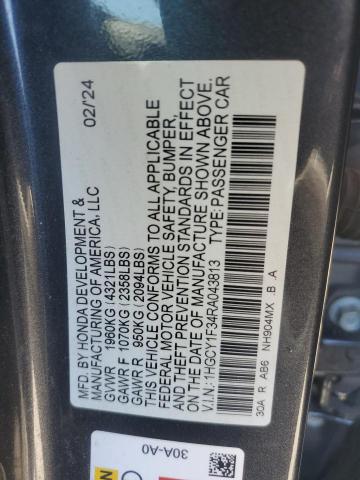 MFD. BY HONDA DEVELOPMENT & 02/'24
MANUFACTURING OF AMERICA, LLC
GVWR 1960KG (4321LBS)
GAWR F 1070KG (2358LBS)
GAWR R 950KG (2094LBS)
THIS VEHICLE CONFORMS TO ALL APPLICABLE
FEDERAL MOTOR VEHICLE SAFETY, BUMPER,
AND THEFT PREVENTION STANDARDS IN EFFECT
ON THE DATE OF MANUFACTURE SHOWN ABOVE.
V.I.N.: 1HGCY1F34RA043813 TYPE: PASSENGER CAR
30A R AB6 NH904MX .B A
30A-A0